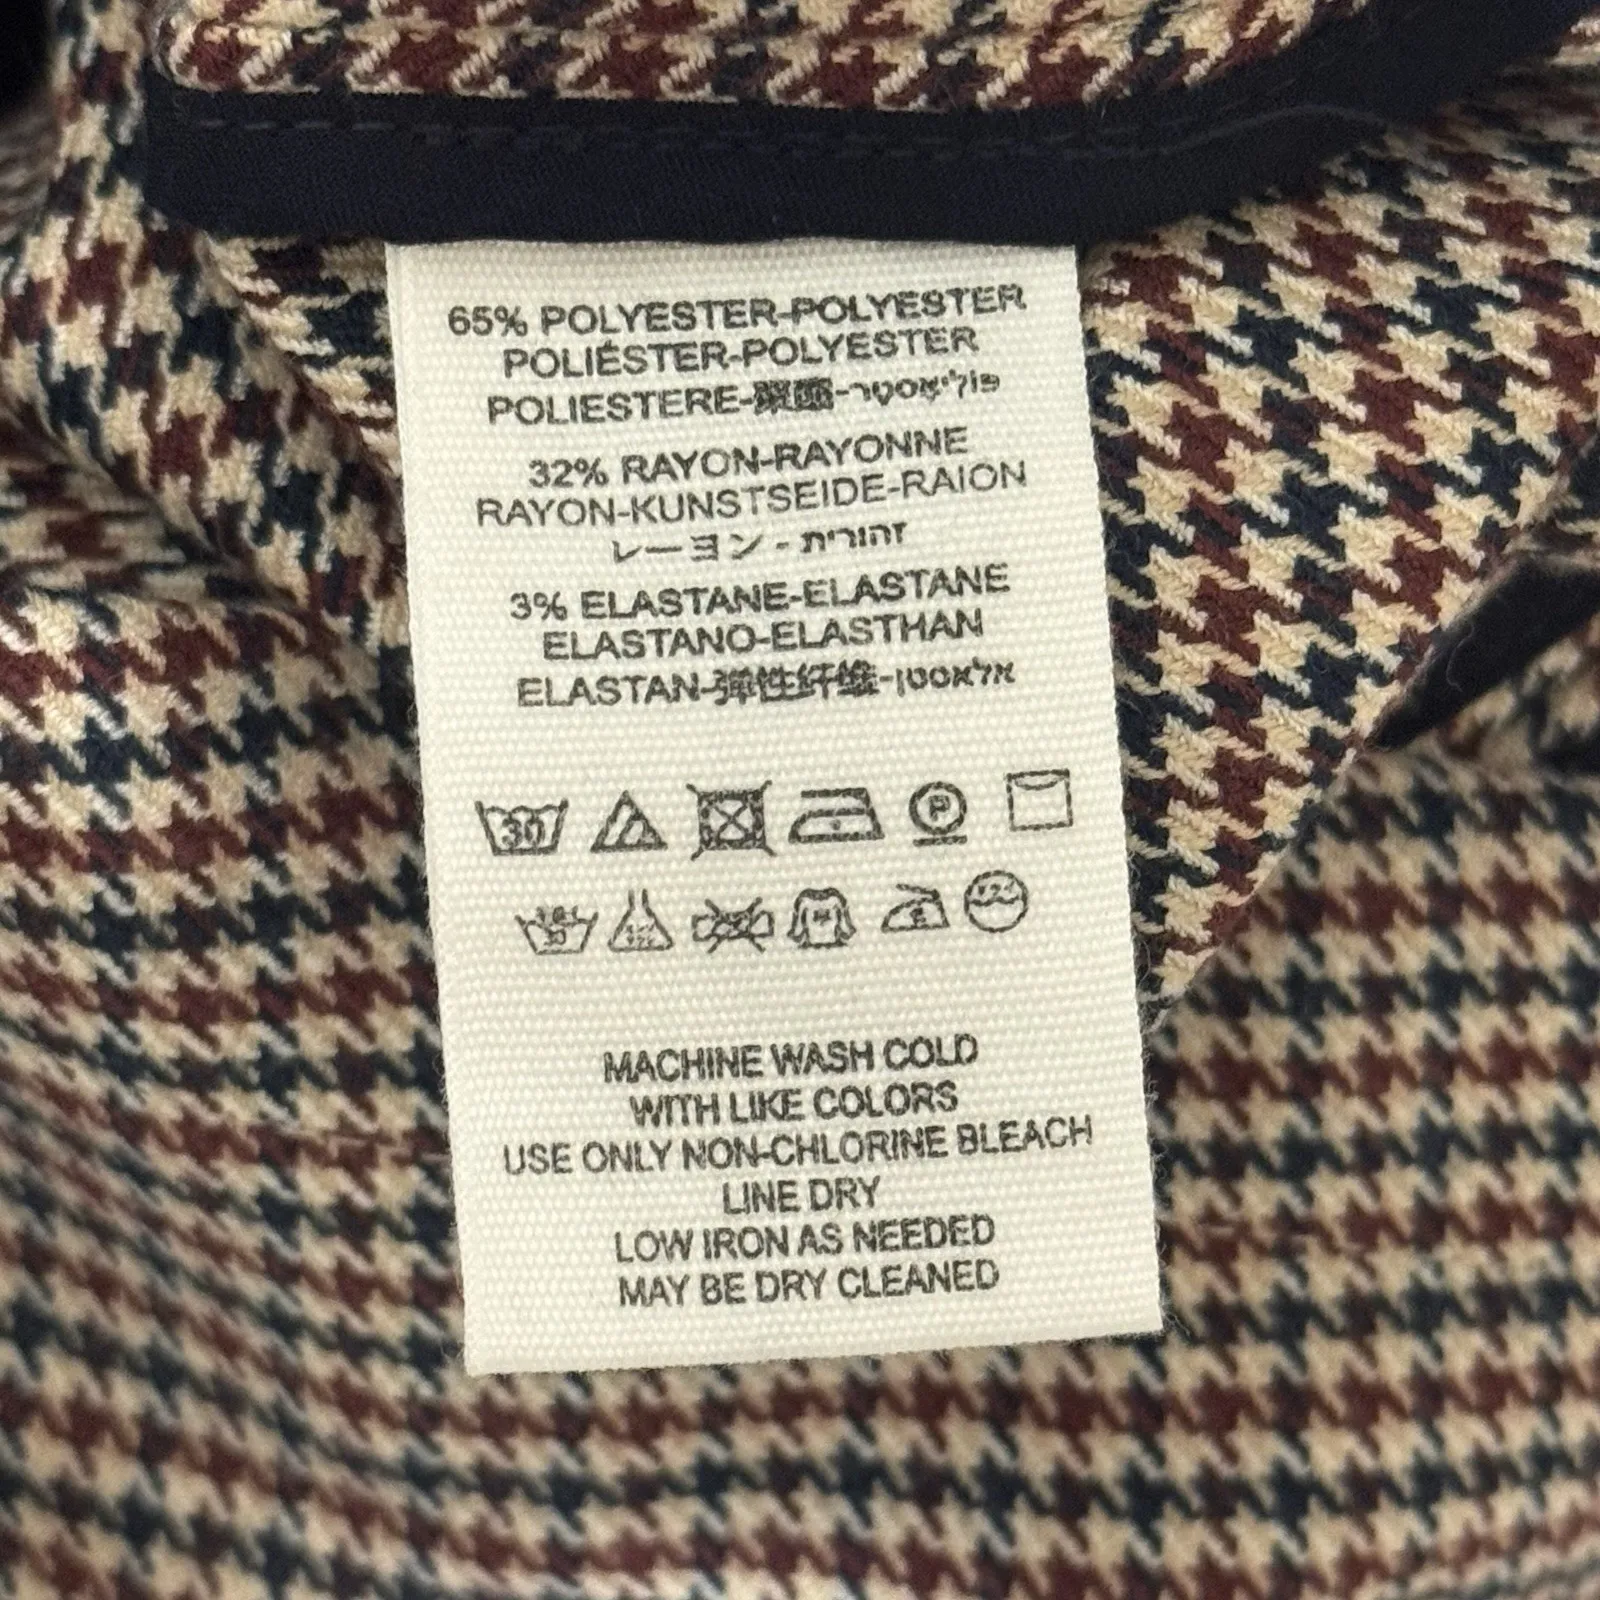 65% POLYESTER-POLYESTER
POLIÉSTER-POLYESTER
POLIESTERE-聚酯-פוליאסטר
32% RAYON-RAYONNE
RAYON-KUNSTSEIDE-RAION
レーヨン - זהורית
3% ELASTANE-ELASTANE
ELASTANO-ELASTHAN
ELASTAN-弹性纤维-אלאסטן
30 P
MACHINE WASH COLD
WITH LIKE COLORS
USE ONLY NON-CHLORINE BLEACH
LINE DRY
LOW IRON AS NEEDED
MAY BE DRY CLEANED